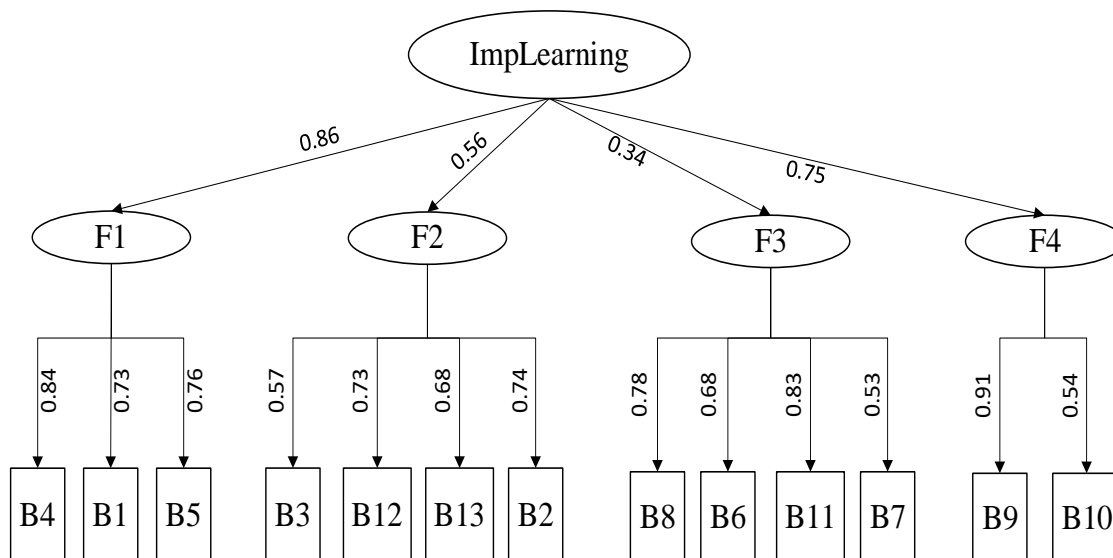 ImpLearning
0.86
0.56
0.34
0.75
F1
F2
F3
F4
0.84
0.73
0.76
0.57
0.73
0.68
0.74
0.78
0.68
0.83
0.53
0.91
0.54
B4
B1
B5
B3
B12
B13
B2
B8
B6
B11
B7
B9
B10